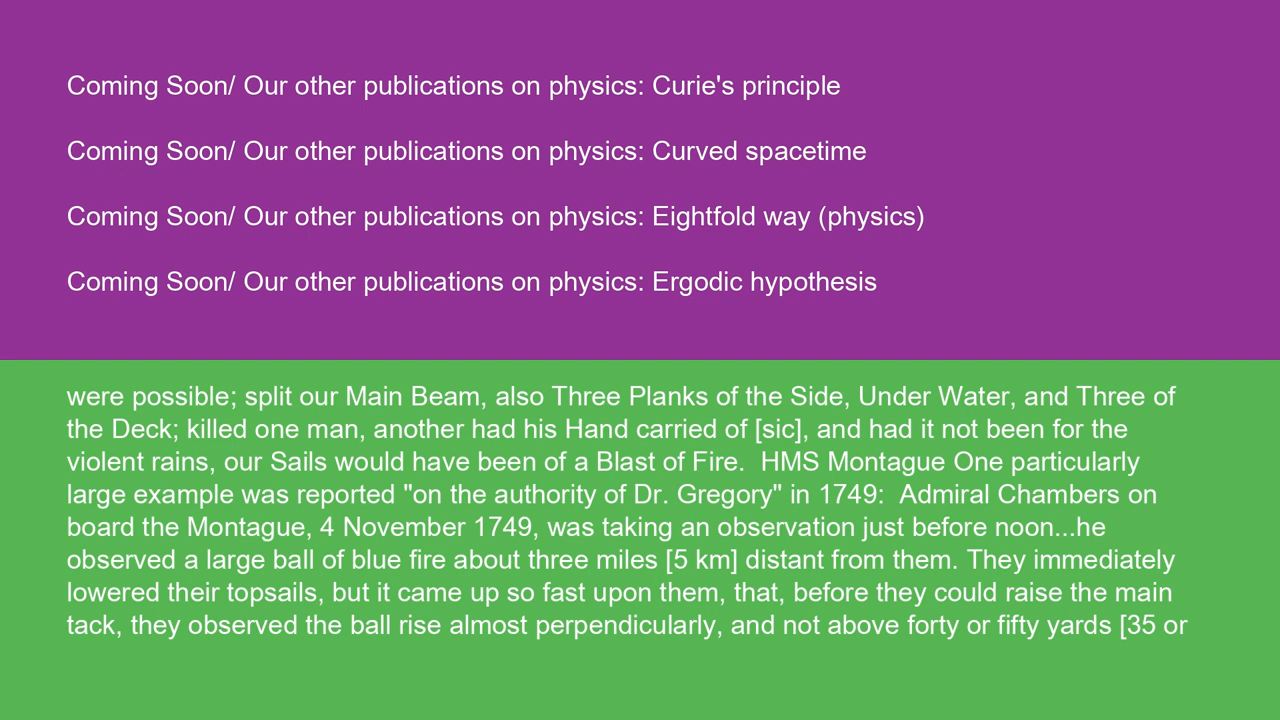 Coming Soon/ Our other publications on physics: Curie's principle
Coming Soon/ Our other publications on physics: Curved spacetime
Coming Soon/ Our other publications on physics: Eightfold way (physics)
Coming Soon/ Our other publications on physics: Ergodic hypothesis
were possible; split our Main Beam, also Three Planks of the Side, Under Water, and Three of
the Deck; killed one man, another had his Hand carried of [sic], and had it not been for the
violent rains, our Sails would have been of a Blast of Fire.  HMS Montague One particularly
large example was reported "on the authority of Dr. Gregory" in 1749:  Admiral Chambers on
board the Montague, 4 November 1749, was taking an observation just before noon...he
observed a large ball of blue fire about three miles [5 km] distant from them. They immediately
lowered their topsails, but it came up so fast upon them, that, before they could raise the main
tack, they observed the ball rise almost perpendicularly, and not above forty or fifty yards [35 or